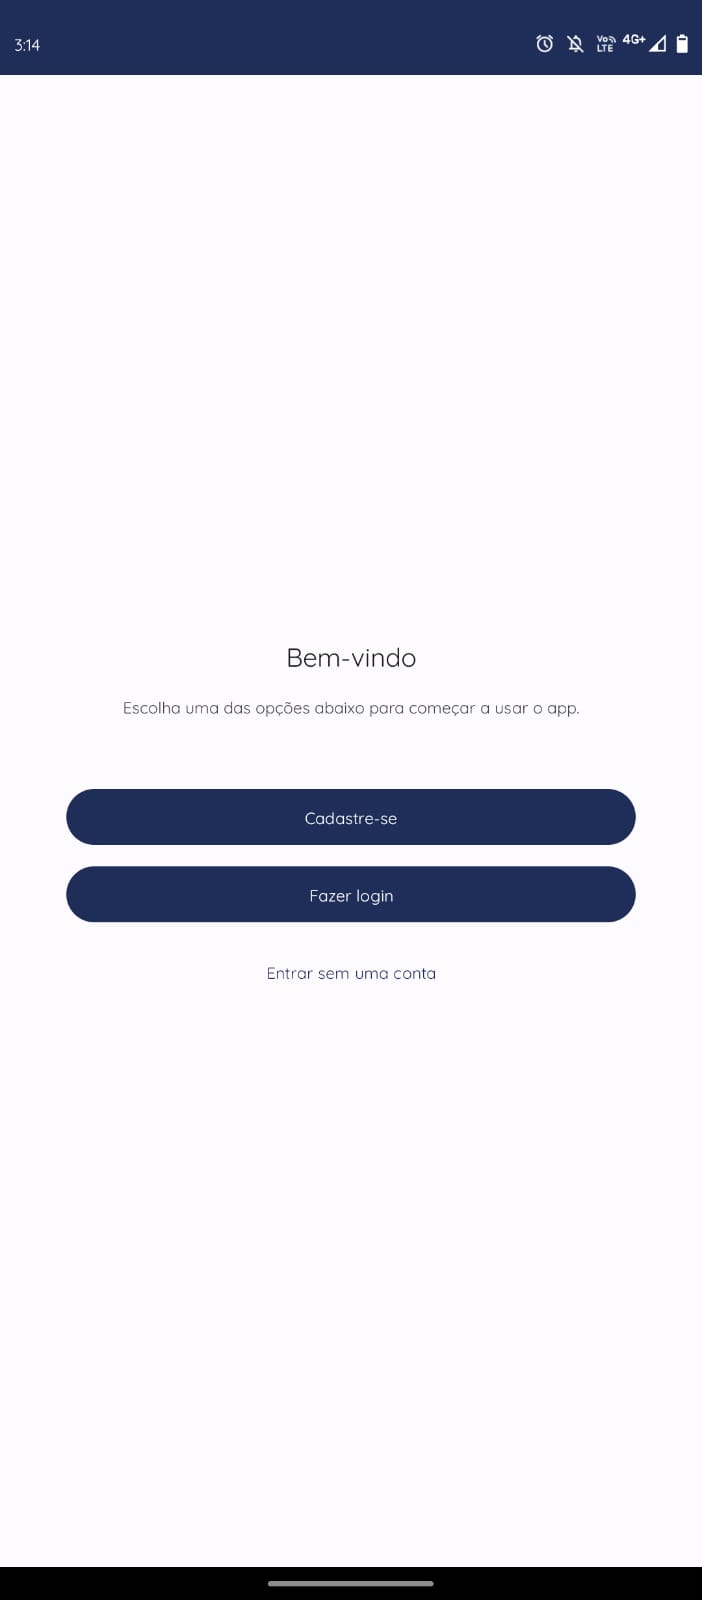 3:14
Vo LTE 4G+
Bem-vindo
Escolha uma das opções abaixo para começar a usar o app.
Cadastre-se
Fazer login
Entrar sem uma conta